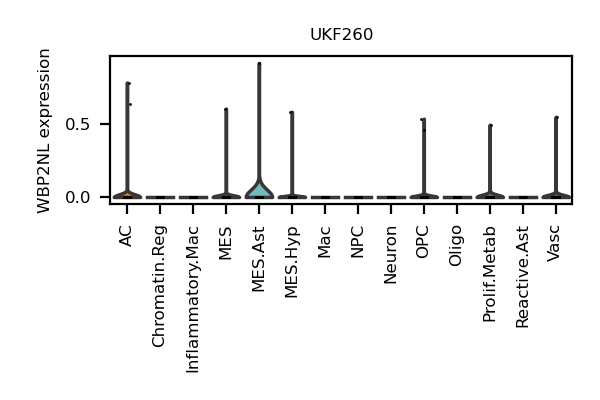 UKF260
WBP2NL expression
0.5
0.0
AC
Chromatin.Reg
Inflammatory.Mac
MES
MES.Ast
MES.Hyp
Mac
NPC
Neuron
OPC
Oligo
Prolif.Metab
Reactive.Ast
Vasc